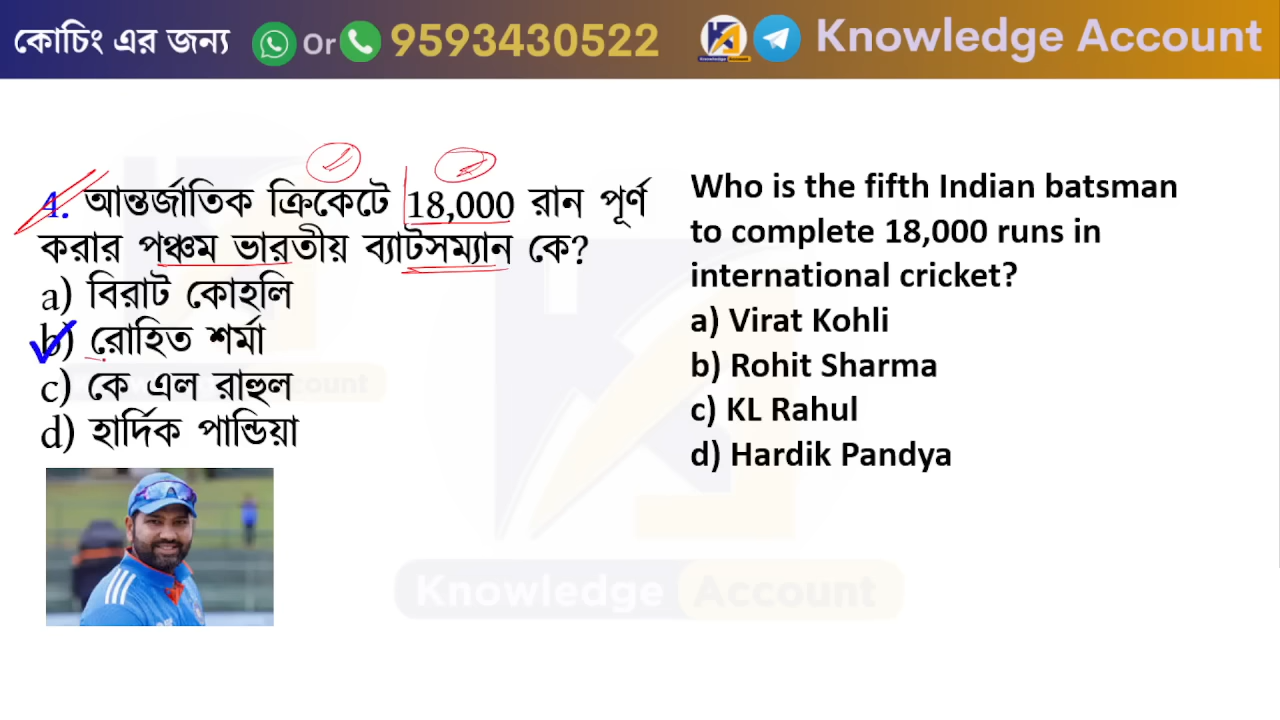 কোচিং এর জন্য Or 9593430522 Knowledge Account
4. আন্তর্জাতিক ক্রিকেটে 18,000 রান পূর্ণ
করার পঞ্চম ভারতীয় ব্যাটসম্যান কে?
a) বিরাট কোহলি
b) রোহিত শর্মা
c) কে এল রাহুল
d) হার্দিক পান্ডিয়া
Who is the fifth Indian batsman
to complete 18,000 runs in
international cricket?
a) Virat Kohli
b) Rohit Sharma
c) KL Rahul
d) Hardik Pandya
Knowledge Account